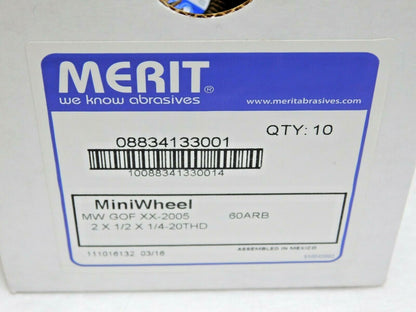 MERIT®
we know abrasives
www.meritabrasives.com
08834133001
QTY: 10
10088341330014
MiniWheel
MW GOF XX-2005 60ARB
2 X 1/2 X 1/4-20THD
ASSEMBLED IN MEXICO
111016132 03/16